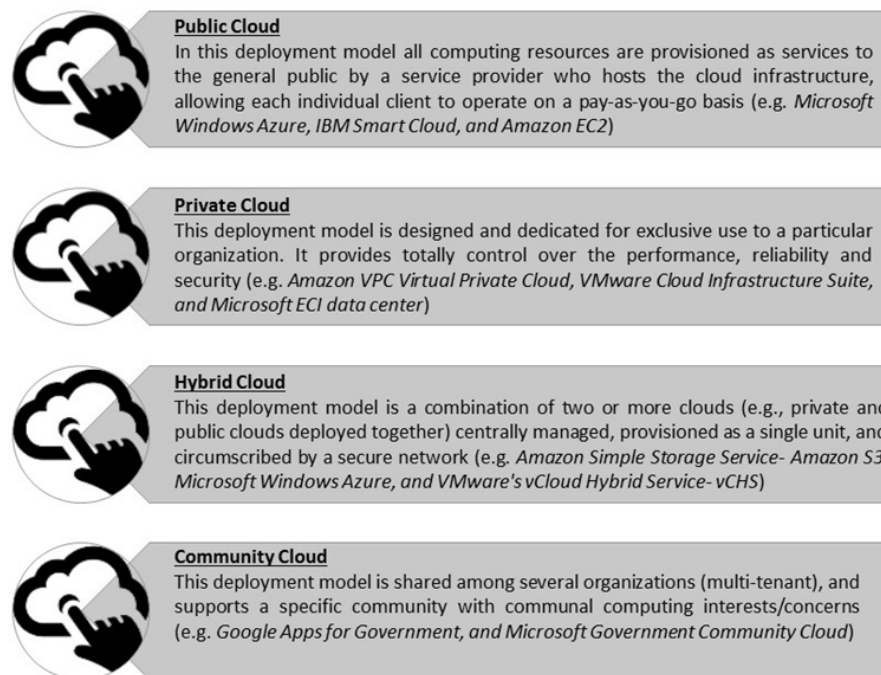 Public Cloud
In this deployment model all computing resources are provisioned as services to
the general public by a service provider who hosts the cloud infrastructure,
allowing each individual client to operate on a pay-as-you-go basis (e.g. Microsoft
Windows Azure, IBM Smart Cloud, and Amazon EC2)
Private Cloud
This deployment model is designed and dedicated for exclusive use to a particular
organization. It provides totally control over the performance, reliability and
security (e.g. Amazon VPC Virtual Private Cloud, VMware Cloud Infrastructure Suite,
and Microsoft ECI data center)
Hybrid Cloud
This deployment model is a combination of two or more clouds (e.g., private and
public clouds deployed together) centrally managed, provisioned as a single unit, and
circumscribed by a secure network (e.g. Amazon Simple Storage Service- Amazon S3
Microsoft Windows Azure, and VMware's vCloud Hybrid Service- vCHS)
Community Cloud
This deployment model is shared among several organizations (multi-tenant), and
supports a specific community with communal computing interests/concerns
(e.g. Google Apps for Government, and Microsoft Government Community Cloud)